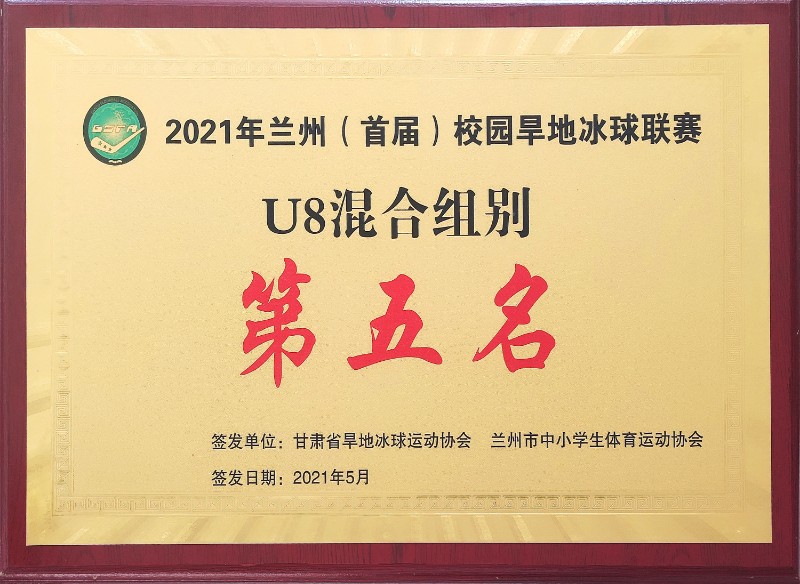 2021年兰州（首届）校园旱地冰球联赛
U8混合组别
第五名
签发单位：甘肃省旱地冰球运动协会 兰州市中小学生体育运动协会
签发日期：2021年5月